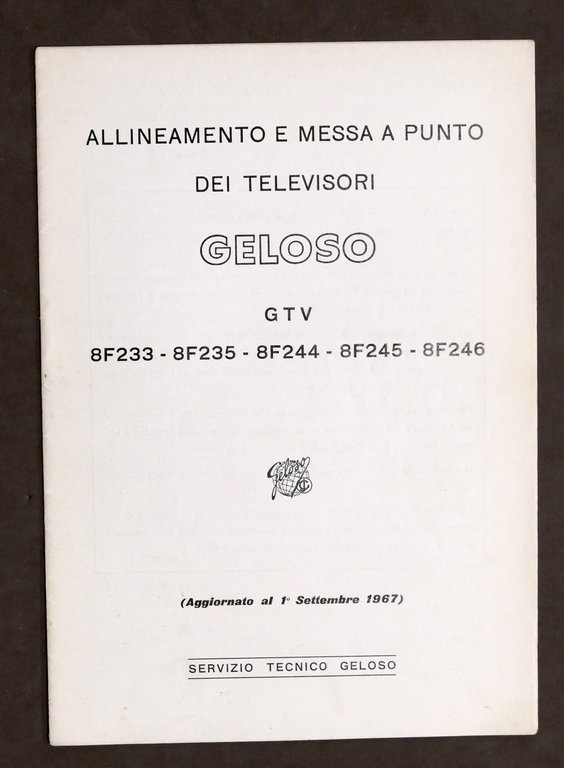 ALLINEAMENTO E MESSA A PUNTO
DEI TELEVISORI
GELOSO
GTV
8F233 - 8F235 - 8F244 - 8F245 - 8F246
Geloso
(Aggiornato al 1° Settembre 1967)
SERVIZIO TECNICO GELOSO